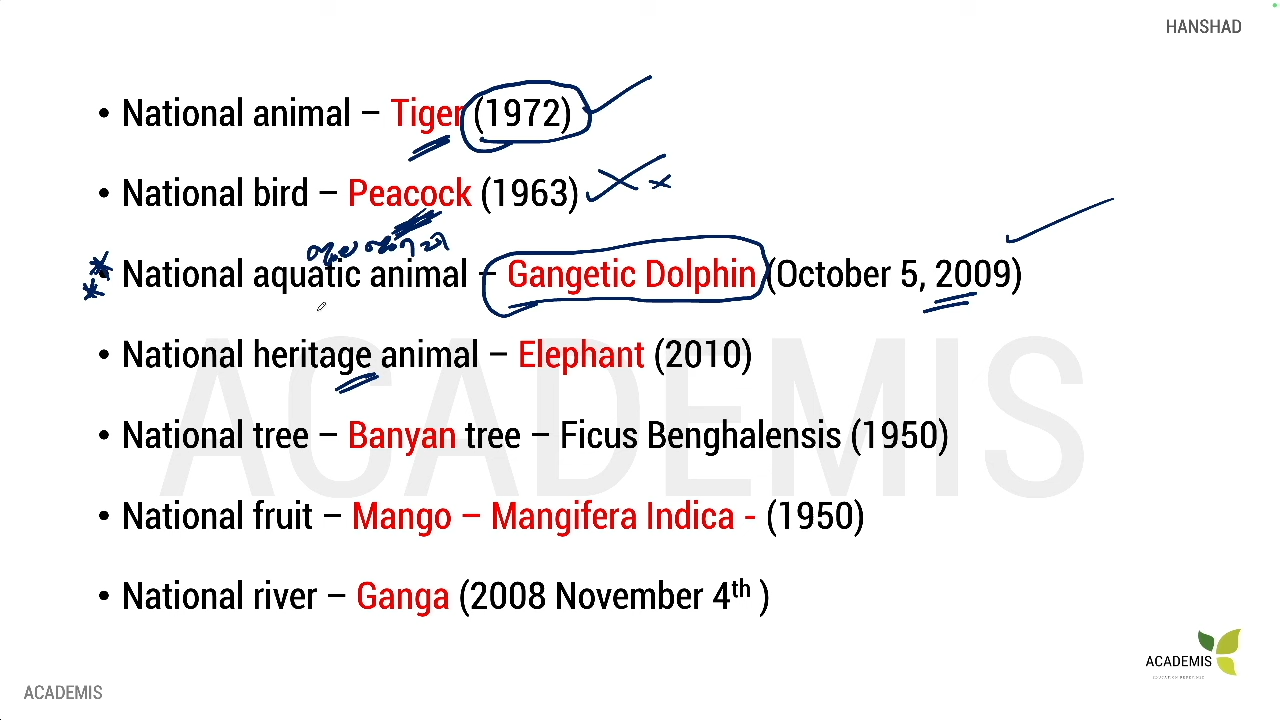 HANSHAD
• National animal – Tiger (1972)
• National bird – Peacock (1963)
• National aquatic animal – Gangetic Dolphin (October 5, 2009)
• National heritage animal – Elephant (2010)
• National tree – Banyan tree – Ficus Benghalensis (1950)
• National fruit – Mango – Mangifera Indica - (1950)
• National river – Ganga (2008 November 4th )
ACADEMIS
ACADEMIS
ACADEMIS